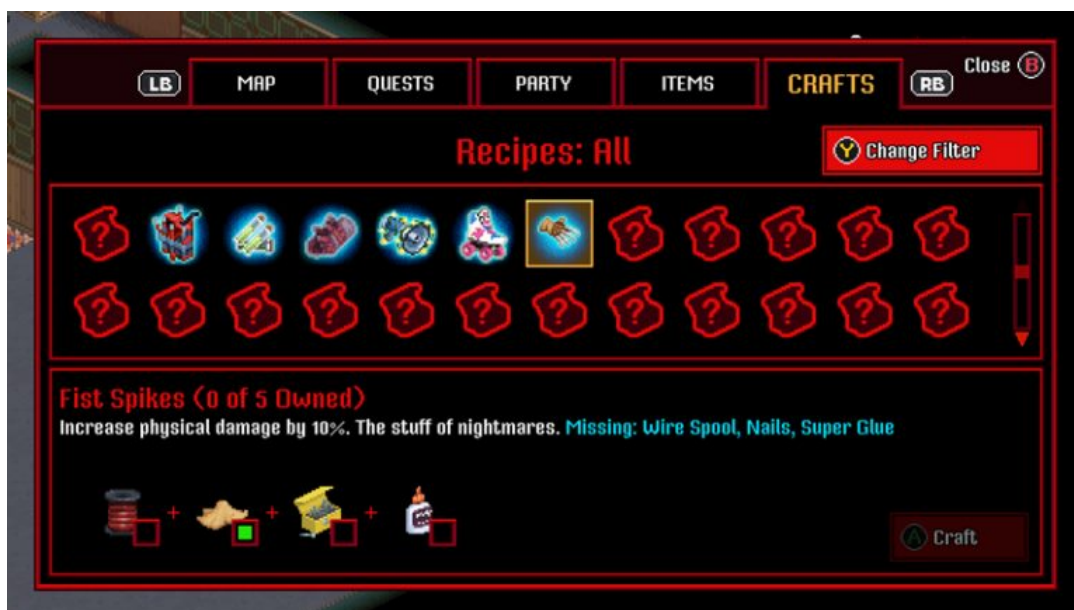 LB MAP QUESTS PARTY ITEMS CRAFTS RB Close B
Recipes: All
Y Change Filter
? ? ? ? ? ?
? ? ? ? ? ? ? ? ? ? ? ?
Fist Spikes (0 of 5 Owned)
Increase physical damage by 10%. The stuff of nightmares. Missing: Wire Spool, Nails, Super Glue
+ + +
A Craft